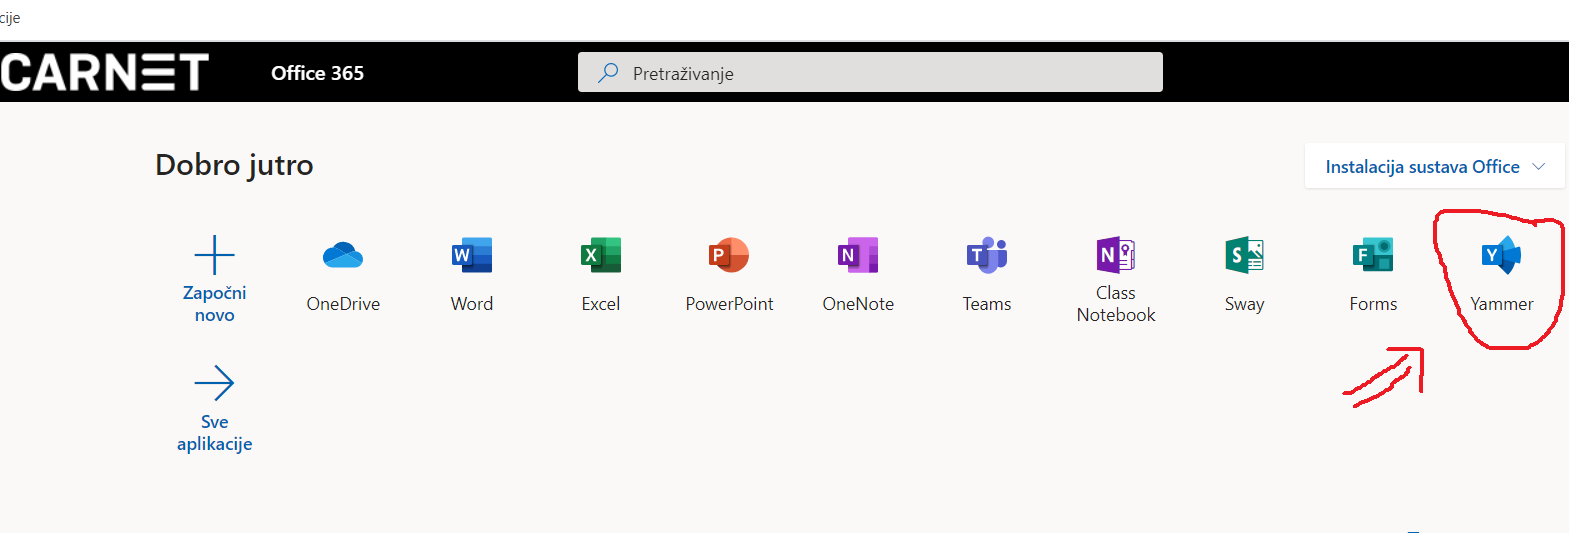 cije
CARNET
Office 365
Pretraživanje
Dobro jutro
Instalacija sustava Office
Započni
novo
OneDrive
W
Word
X
Excel
P
PowerPoint
N
OneNote
T
Teams
N
Class
Notebook
S
Sway
F
Forms
Y
Yammer
Sve
aplikacije